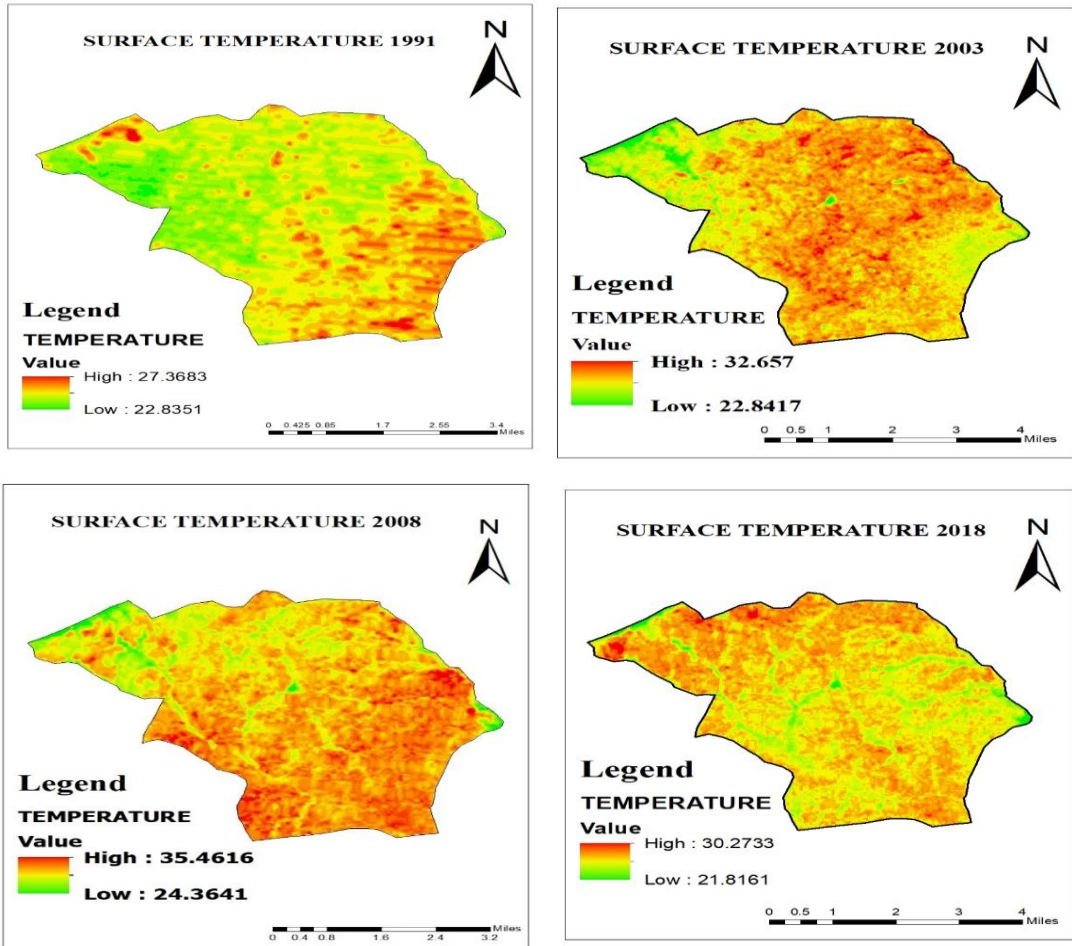 SURFACE TEMPERATURE 1991
N
Legend
TEMPERATURE
Value
High : 27.3683
Low : 22.8351
0 0.425 0.85 1.7 2.55 3.4
Miles
SURFACE TEMPERATURE 2003
N
Legend
TEMPERATURE
Value
High : 32.657
Low : 22.8417
0 0.5 1 2 3 4
Miles
SURFACE TEMPERATURE 2008
N
Legend
TEMPERATURE
Value
High : 35.4616
Low : 24.3641
0 0.4 0.8 1.6 2.4 3.2
Miles
SURFACE TEMPERATURE 2018
N
Legend
TEMPERATURE
Value
High : 30.2733
Low : 21.8161
0 0.5 1 2 3 4
Miles